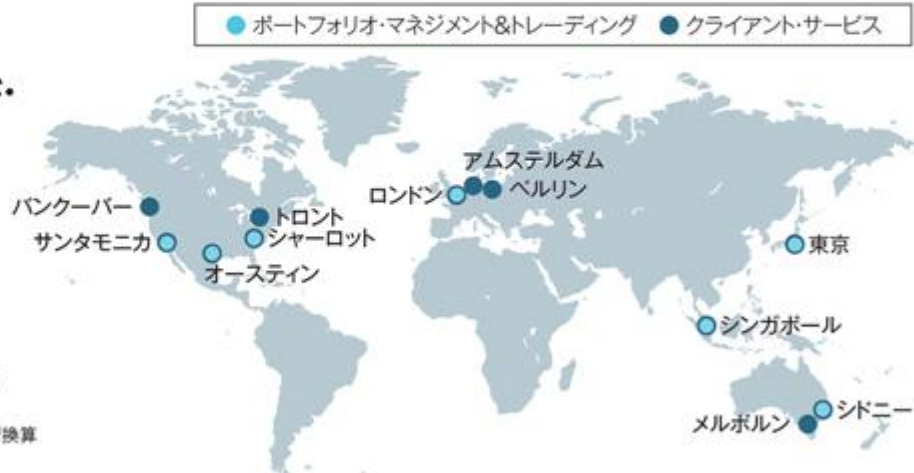 ポートフォリオ・マネジメント&トレーディング
クライアント・サービス
アムステルダム
ロンドン
ベルリン
バンクーバー
トロント
サンタモニカ
シャーロット
オースティン
東京
シンガポール
シドニー
メルボルン
換算